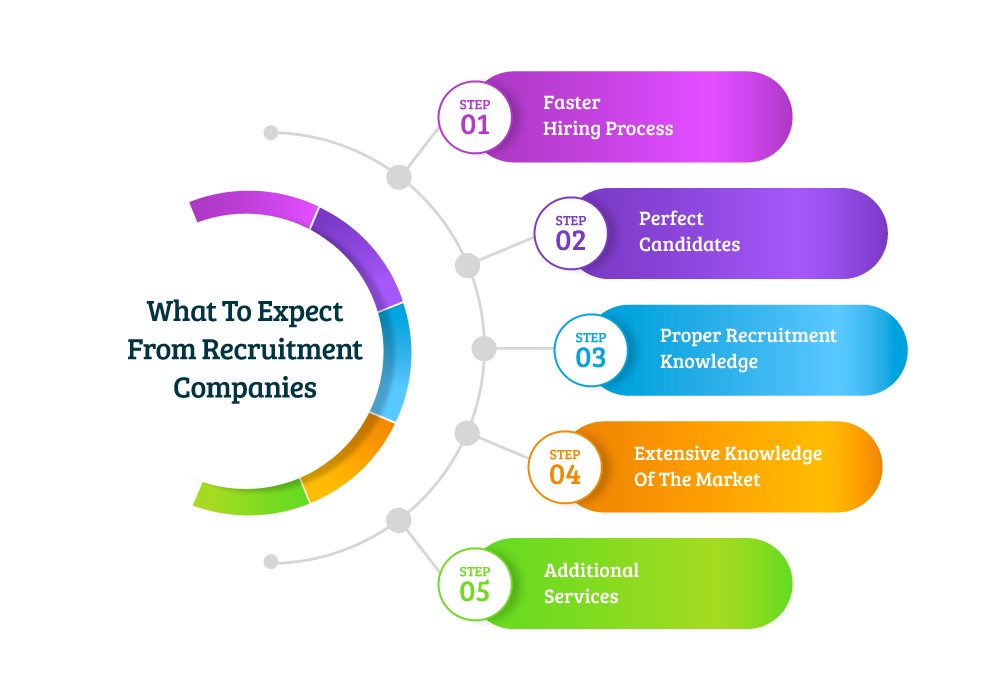 What To Expect
From Recruitment
Companies
STEP
01
Faster
Hiring Process
STEP
02
Perfect
Candidates
STEP
03
Proper Recruitment
Knowledge
STEP
04
Extensive Knowledge
Of The Market
STEP
05
Additional
Services